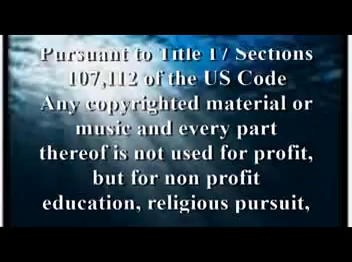 Pursuant to Title 17 Sections
107,112 of the US Code
Any copyrighted material or
music and every part
thereof is not used for profit,
but for non profit
education, religious pursuit,